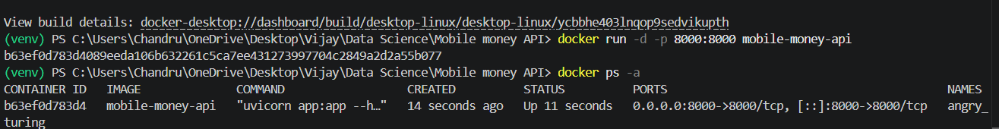 View build details: docker-desktop://dashboard/build/desktop-linux/desktop-linux/ycbbhe403lnqop9sedvikupth
(venv) PS C:\Users\Chandru\OneDrive\Desktop\Vijay\Data Science\Mobile money API> docker run -d -p 8000:8000 mobile-money-api
b63ef0d783d4089eeda106b632261c5ca7ee431273997704c2849a2d2a55b077
(venv) PS C:\Users\Chandru\OneDrive\Desktop\Vijay\Data Science\Mobile money API> docker ps -a
CONTAINER ID   IMAGE              COMMAND                  CREATED          STATUS          PORTS                                         NAMES
b63ef0d783d4   mobile-money-api   "uvicorn app:app --h…"   14 seconds ago   Up 11 seconds   0.0.0.0:8000->8000/tcp, [::]:8000->8000/tcp   angry_
turing